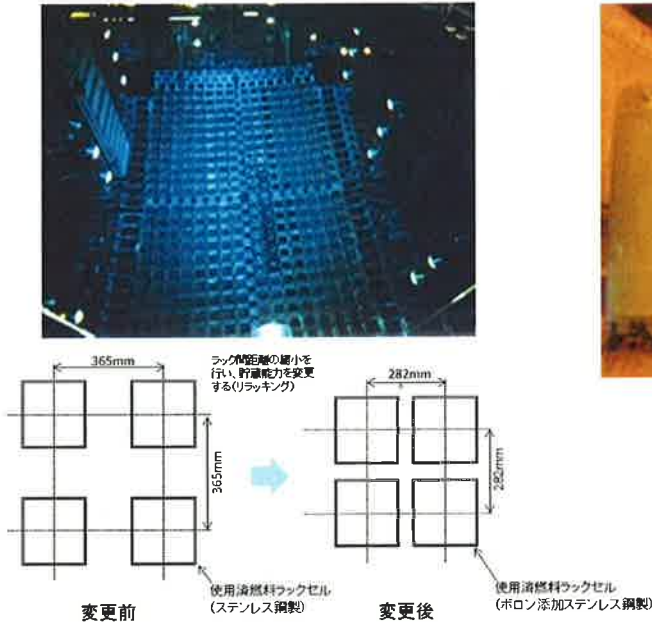 365mm
ラック間距離の縮小を
行い、貯蔵能力を変更
する(リラッキング)
282mm
365mm
282mm
使用済燃料ラックセル
(ステンレス鋼製)
使用済燃料ラックセル
(ボロン添加ステンレス鋼製)
変更前
変更後